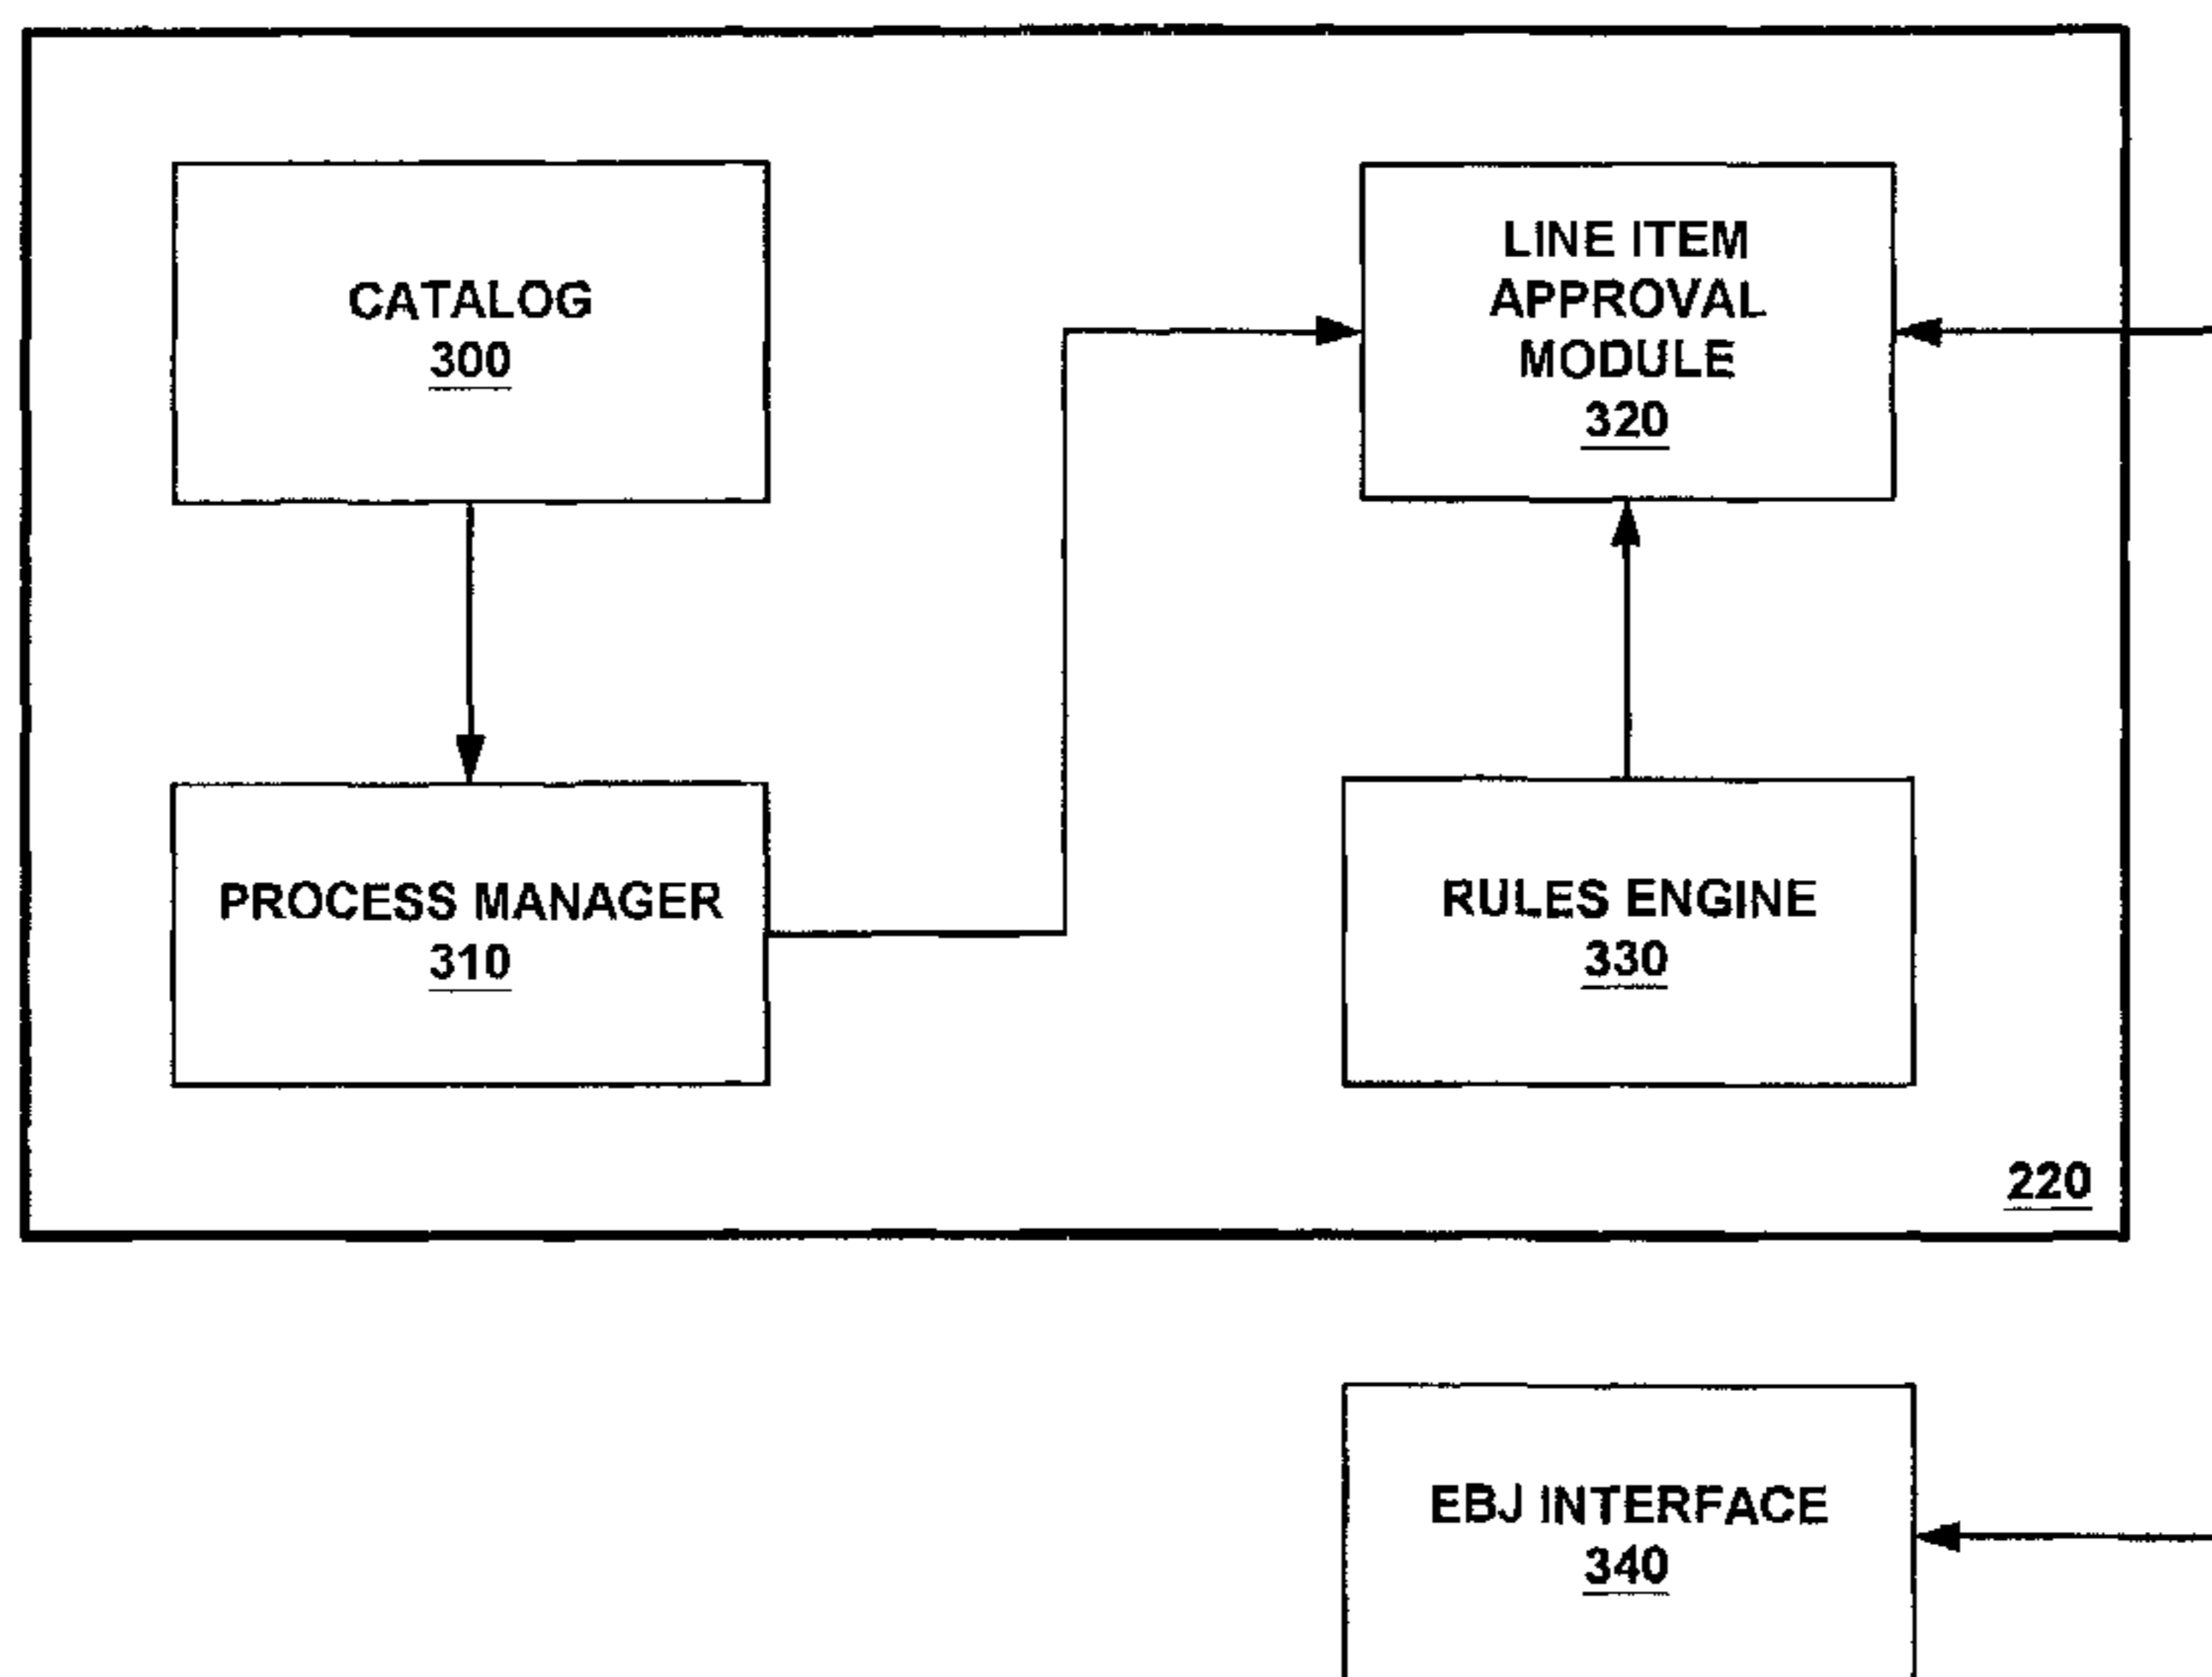 CATALOG
300
LINE ITEM
APPROVAL
MODULE
320
PROCESS MANAGER
310
RULES ENGINE
330
220
EBJ INTERFACE
340